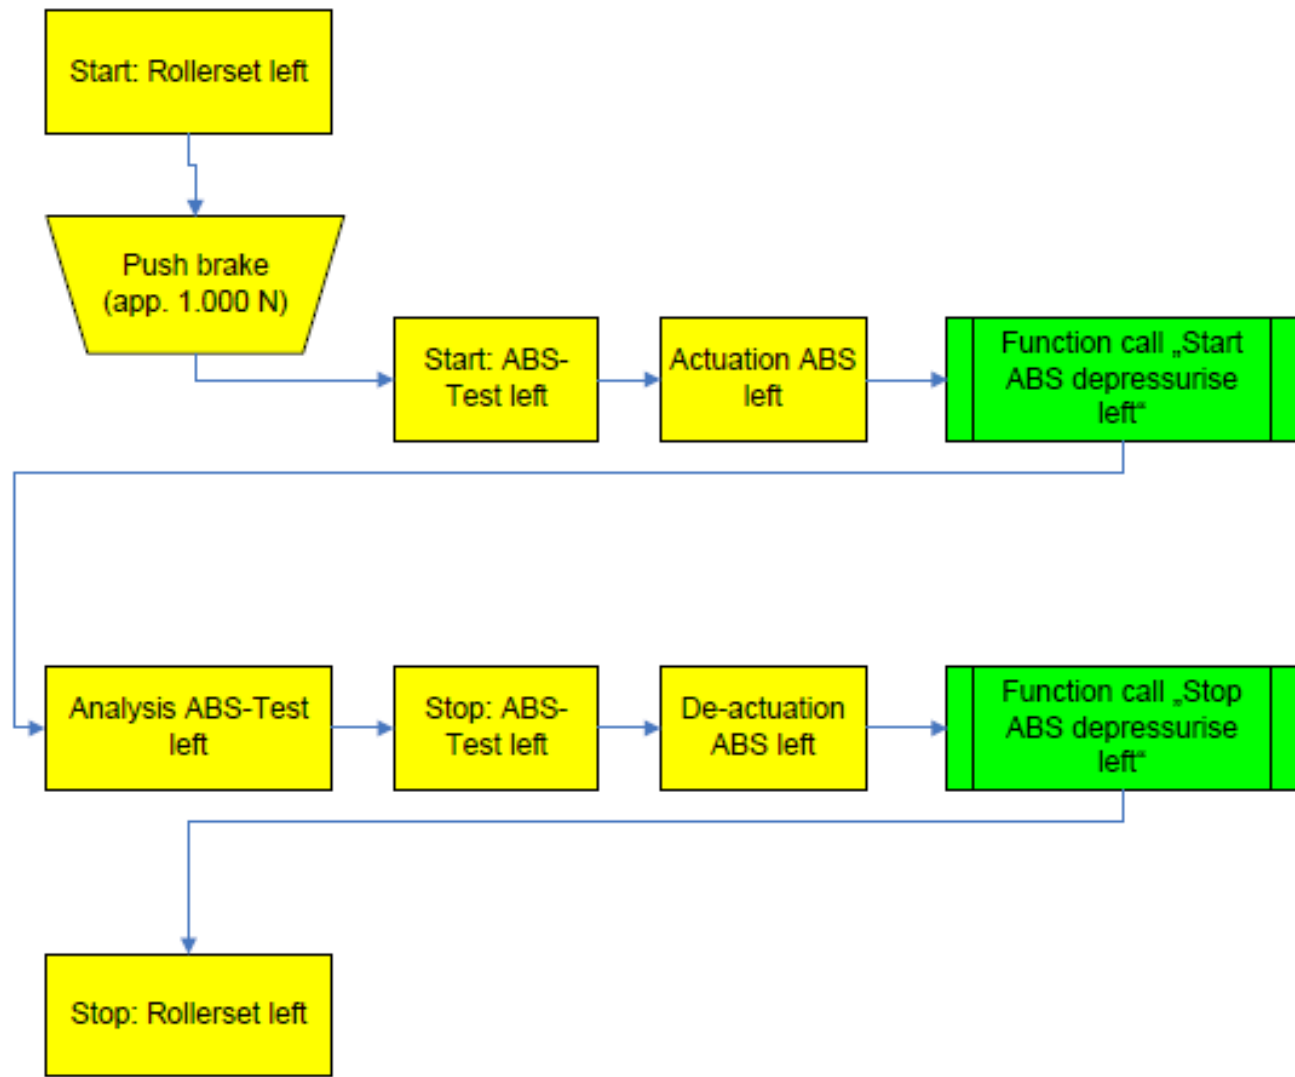 Start: Rollerset left
Push brake
(app. 1.000 N)
Start: ABS-
Test left
Actuation ABS
left
Function call „Start
ABS depressurise
left“
Analysis ABS-Test
left
Stop: ABS-
Test left
De-actuation
ABS left
Function call „Stop
ABS depressurise
left“
Stop: Rollerset left